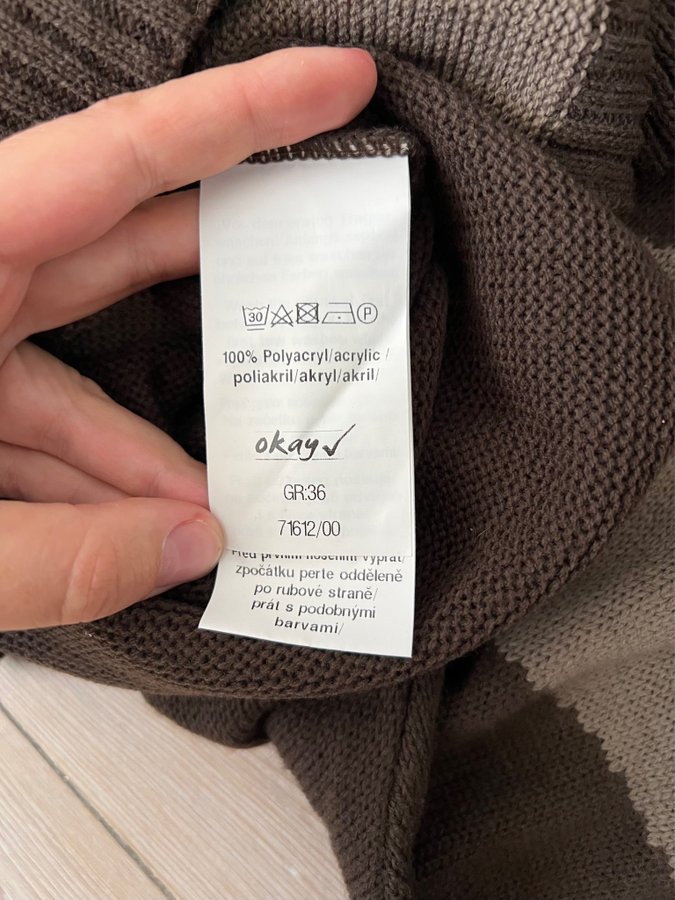 30 P
100% Polyacryl/acrylic /
poliakril/akryl/akril/
okay✓
GR:36
71612/00
Před prvním nošením vyprat/
zpočátku perte odděleně
po rubové straně/
prát s podobnými
barvami/